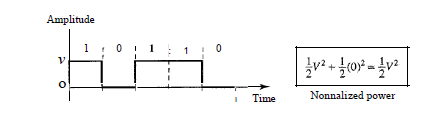 Amplitude
1 0 1 1 0
V
0
Time
½V² + ½(0)² = ½V²
Nonnalized power